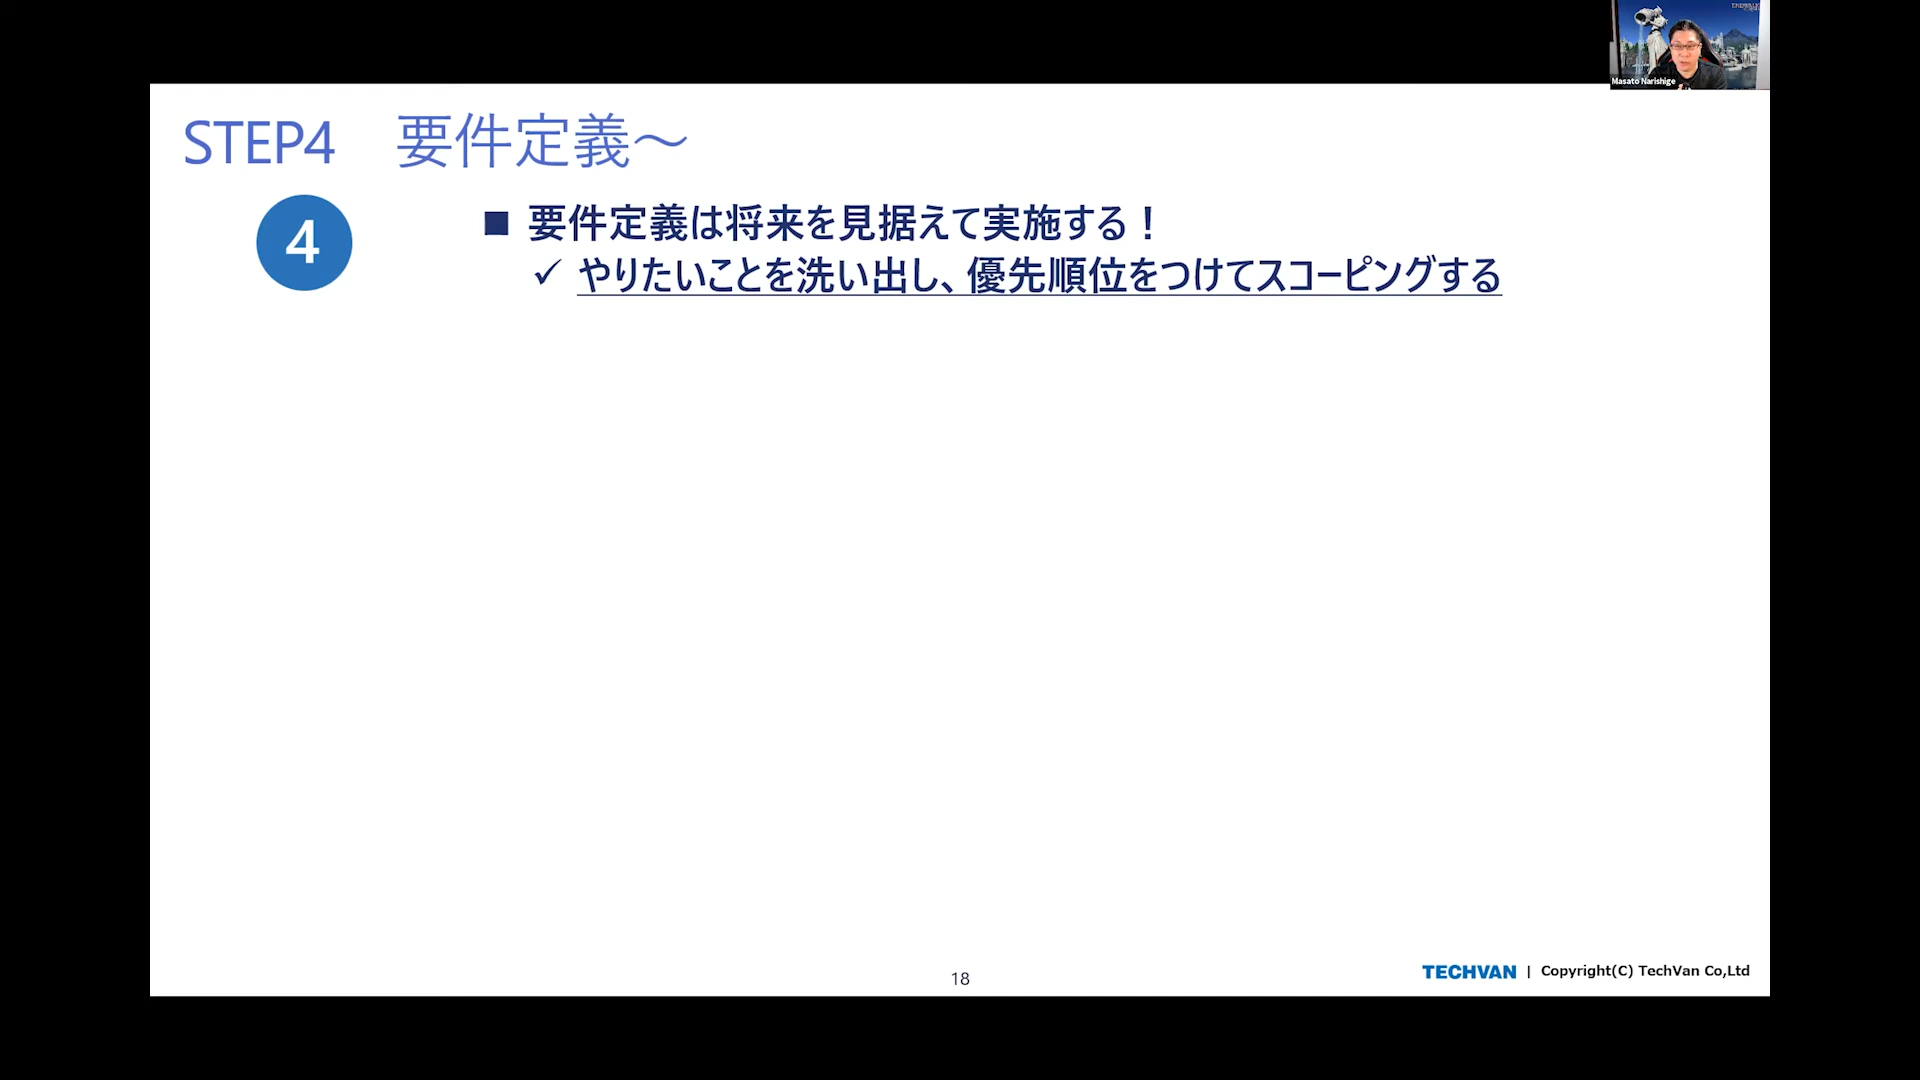 Masato Narishige
STEP4 要件定義～
4
■ 要件定義は将来を見据えて実施する！
✓ やりたいことを洗い出し、優先順位をつけてスコーピングする
18
TECHVAN | Copyright(C) TechVan Co,Ltd